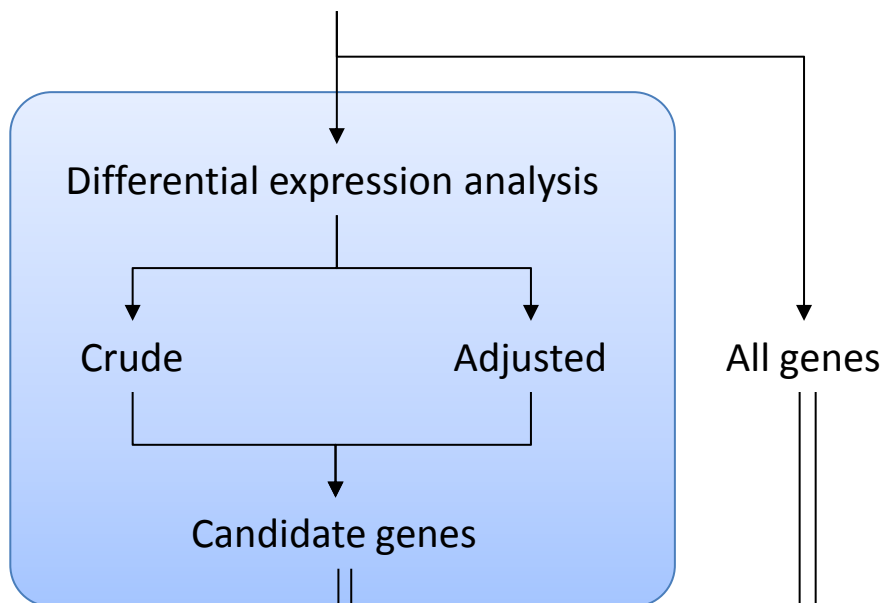 Differential expression analysis
Crude
Adjusted
All genes
Candidate genes